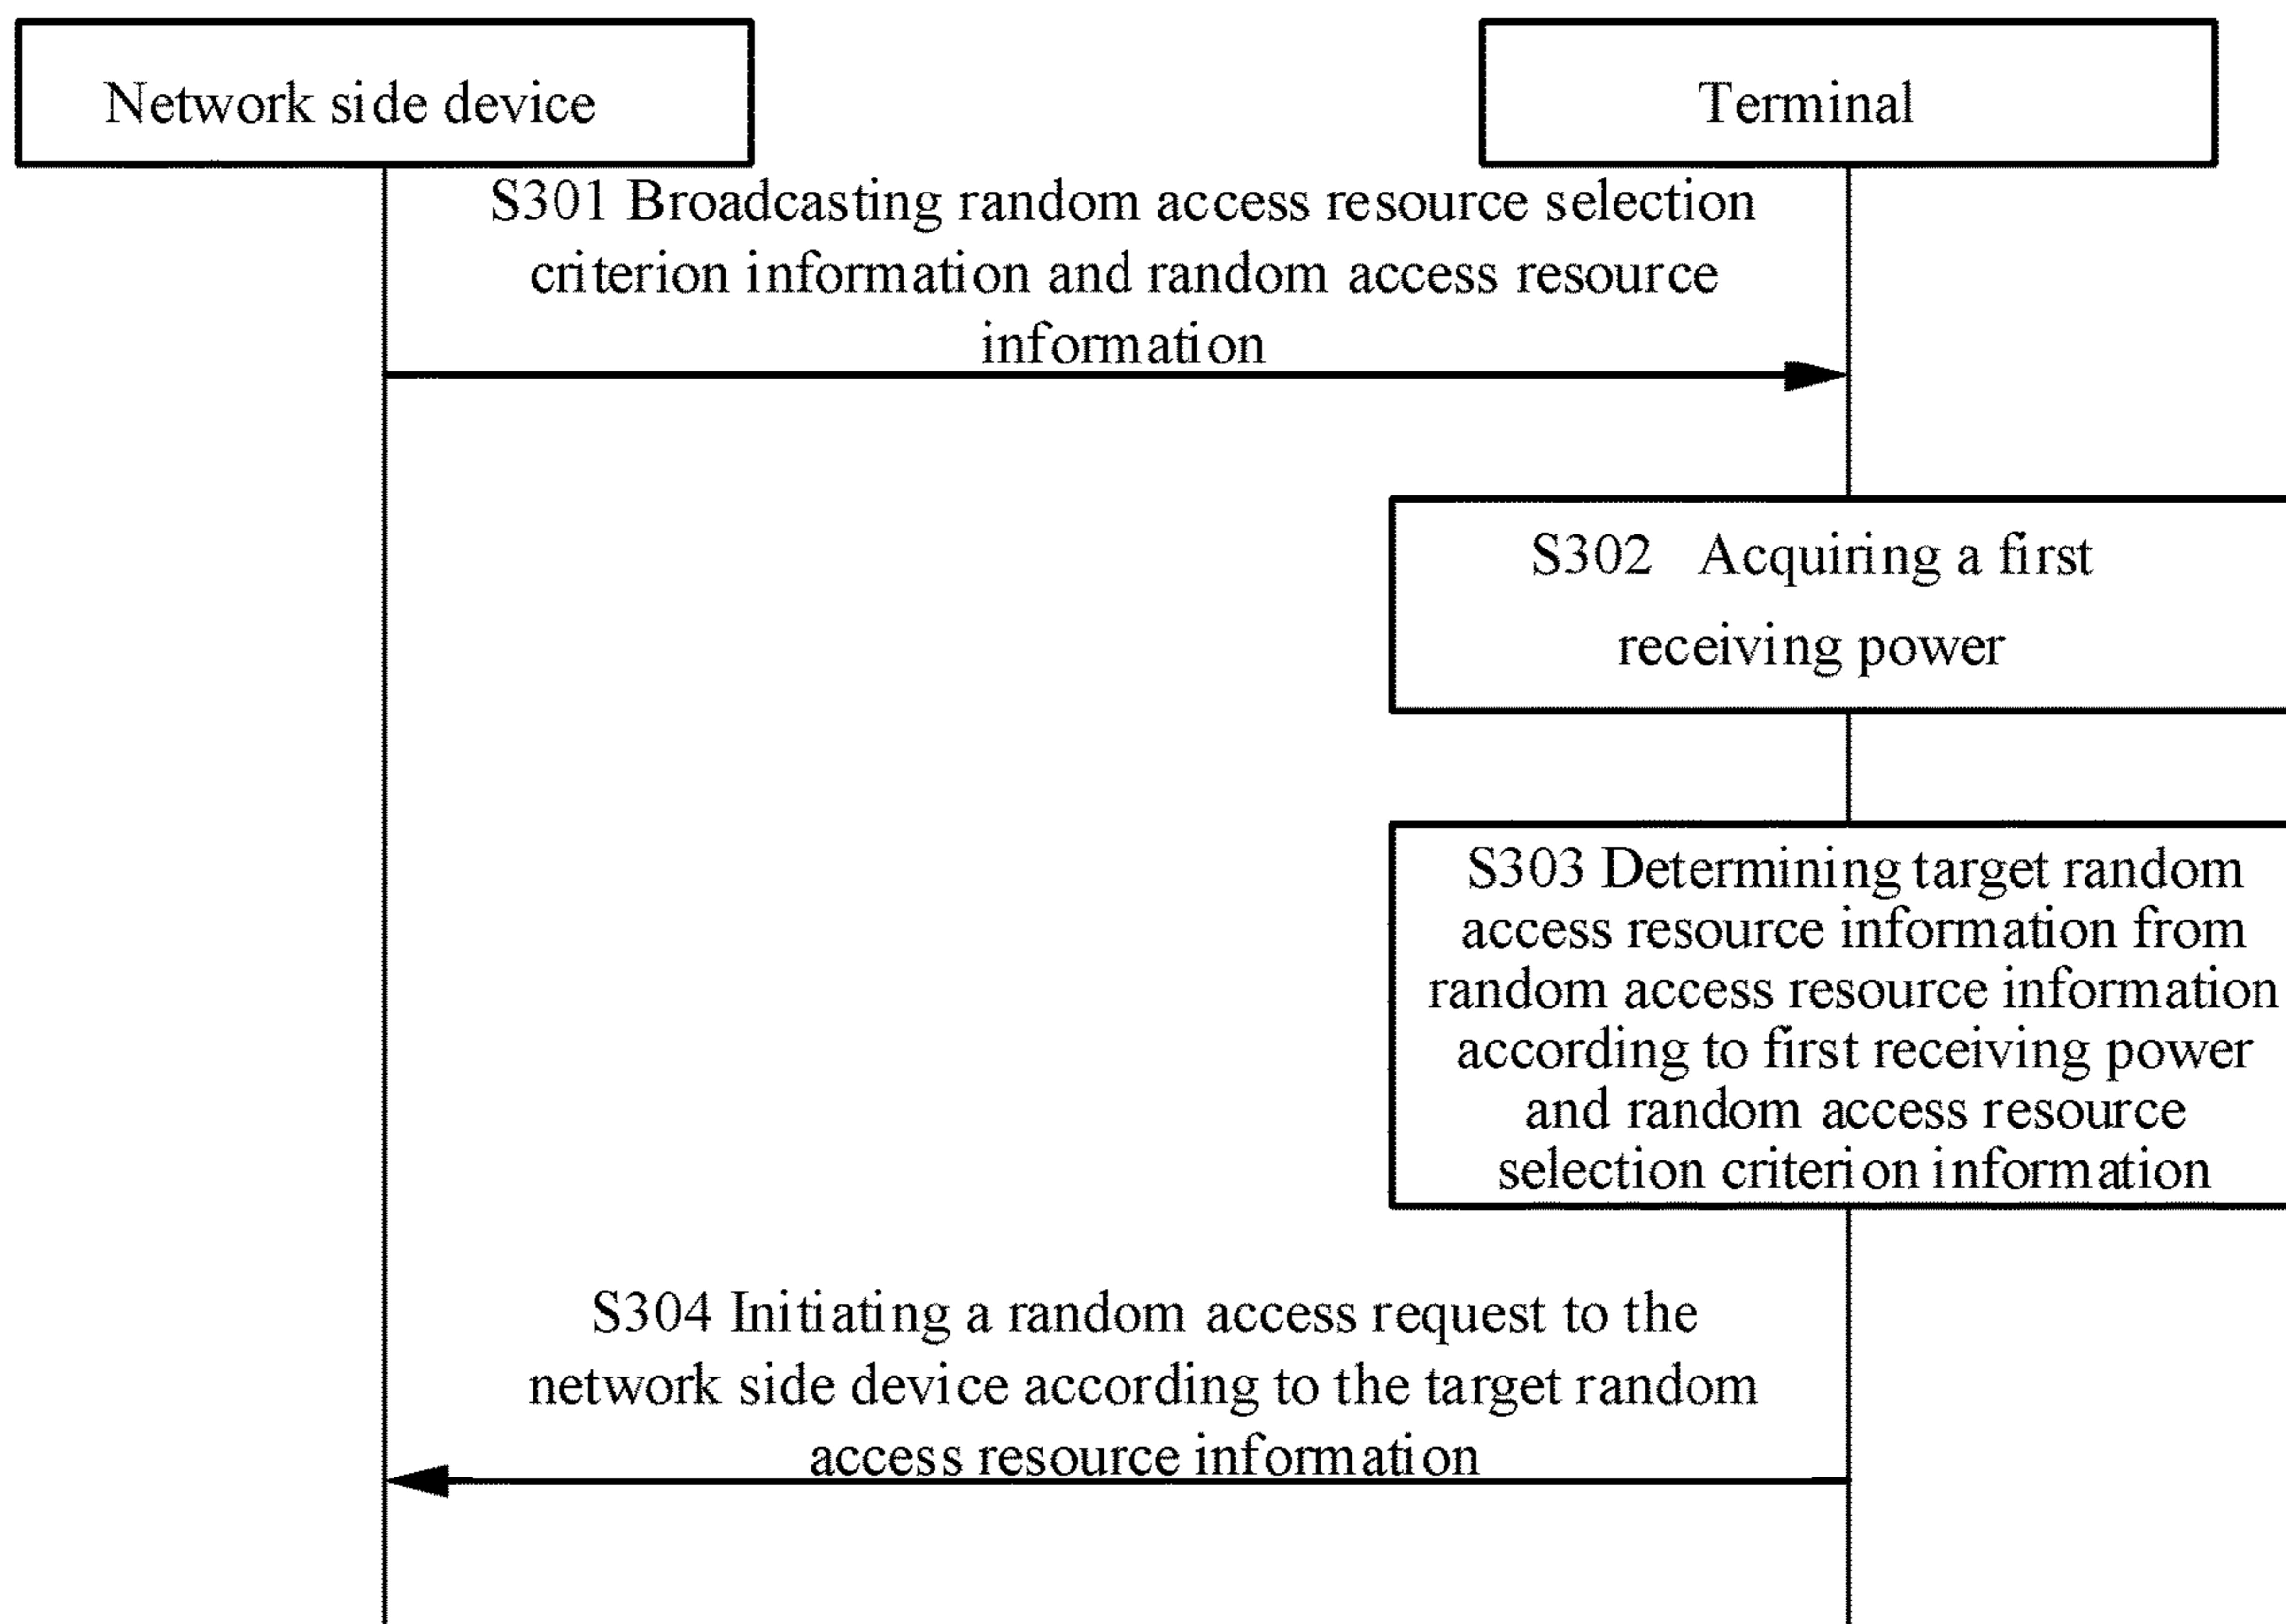 Network side device
Terminal
S301 Broadcasting random access resource selection
criterion information and random access resource
information
S302 Acquiring a first
receiving power
S303 Determining target random
access resource information from
random access resource information
according to first receiving power
and random access resource
selection criterion information
S304 Initiating a random access request to the
network side device according to the target random
access resource information